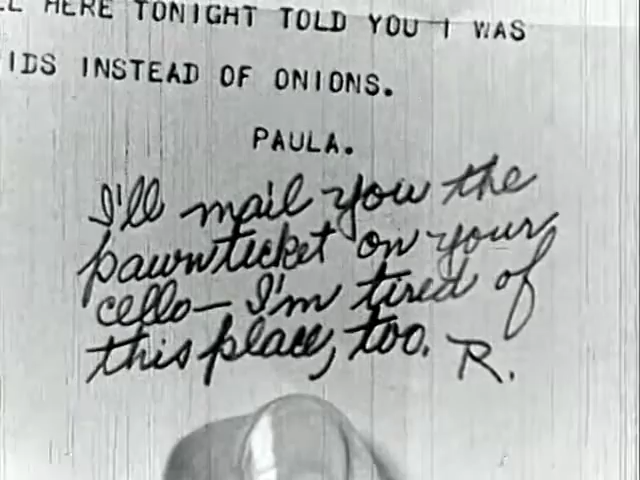 HERE TONIGHT TOLD YOU I WAS
INSTEAD OF ONIONS.
PAULA.
I'll mail you the
pawnticket on your
cello— I'm tired of
this place, too. R.